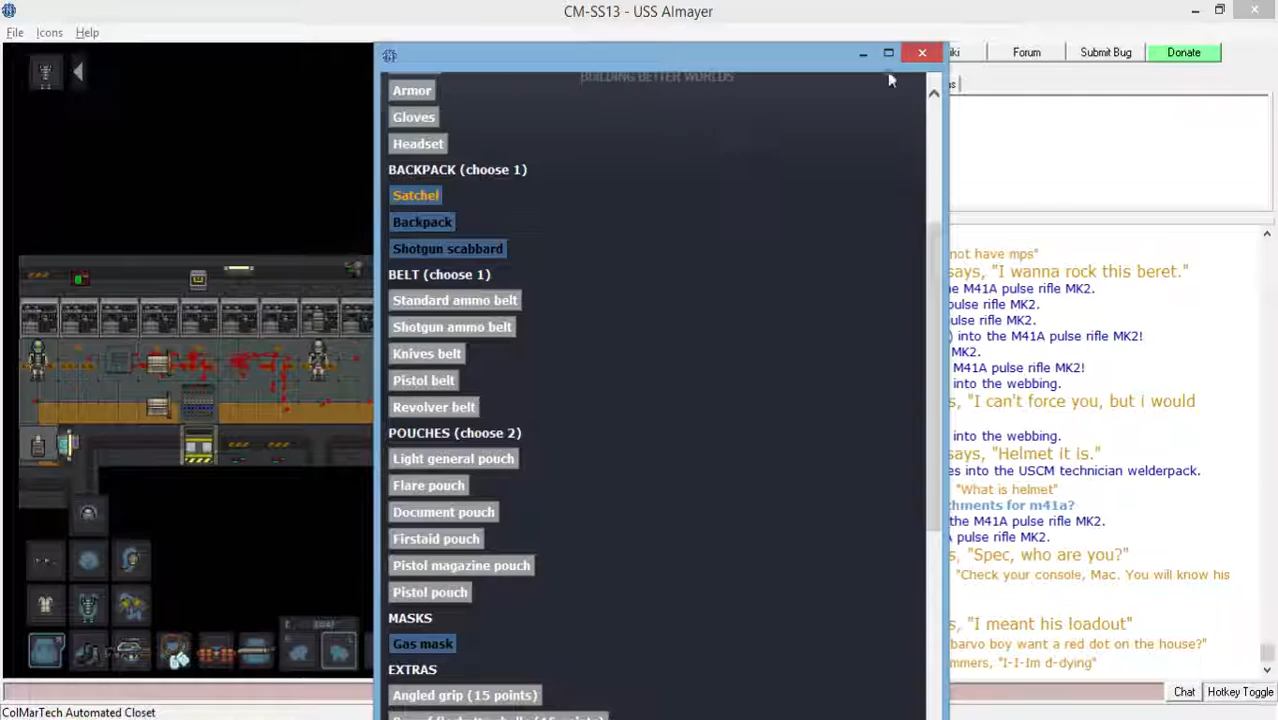 CM-SS13 - USS Almayer
File Icons Help
Forum Submit Bug Donate
BUILDING BETTER WORLDS
Armor
Gloves
Headset
BACKPACK (choose 1)
Satchel
Backpack
Shotgun scabbard
BELT (choose 1)
Standard ammo belt
Shotgun ammo belt
Knives belt
Pistol belt
Revolver belt
POUCHES (choose 2)
Light general pouch
Flare pouch
Document pouch
Firstaid pouch
Pistol magazine pouch
Pistol pouch
MASKS
Gas mask
EXTRAS
Angled grip (15 points)
not have mps"
says, "I wanna rock this beret."
e M41A pulse rifle MK2.
pulse rifle MK2.
ulse rifle MK2.
) into the M41A pulse rifle MK2!
MK2.
M41A pulse rifle MK2!
into the webbing.
s, "I can't force you, but i would
into the webbing.
says, "Helmet it is."
es into the USCM technician welderpack.
"What is helmet"
chments for m41a?
the M41A pulse rifle MK2.
A pulse rifle MK2.
s, "Spec, who are you?"
"Check your console, Mac. You will know his
s, "I meant his loadout"
barvo boy want a red dot on the house?"
mmers, "I-I-Im d-dying"
Chat Hotkey Toggle
ColMarTech Automated Closet